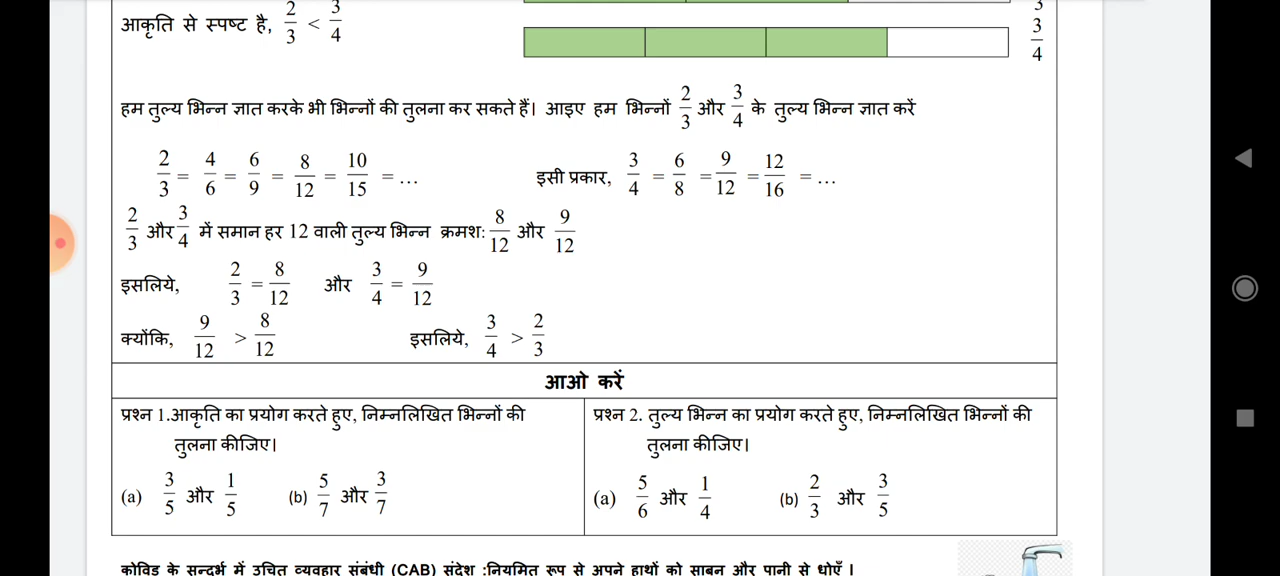 आकृति से स्पष्ट है, 2/3 < 3/4
3
3/4
हम तुल्य भिन्न ज्ञात करके भी भिन्नों की तुलना कर सकते हैं। आइए हम भिन्नों 2/3 और 3/4 के तुल्य भिन्न ज्ञात करें
2/3 = 4/6 = 6/9 = 8/12 = 10/15 = ... इसी प्रकार, 3/4 = 6/8 = 9/12 = 12/16 = ...
2/3 और 3/4 में समान हर 12 वाली तुल्य भिन्न क्रमश: 8/12 और 9/12
इसलिये, 2/3 = 8/12 और 3/4 = 9/12
क्योंकि, 9/12 > 8/12 इसलिये, 3/4 > 2/3
आओ करें
प्रश्न 1.आकृति का प्रयोग करते हुए, निम्नलिखित भिन्नों की
तुलना कीजिए।
(a) 3/5 और 1/5 (b) 5/7 और 3/7
प्रश्न 2. तुल्य भिन्न का प्रयोग करते हुए, निम्नलिखित भिन्नों की
तुलना कीजिए।
(a) 5/6 और 1/4 (b) 2/3 और 3/5
कोविड के सन्दर्भ में उचित व्यवहार संबंधी (CAB) संदेश :नियमित रूप से अपने हाथों को साबुन और पानी से धोएँ ।